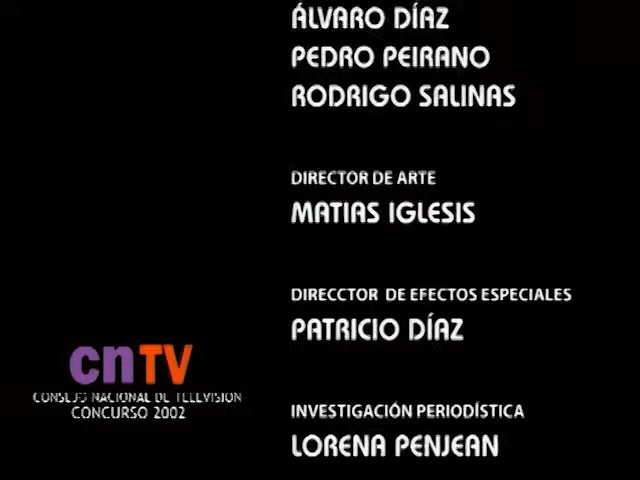 ÁLVARO DÍAZ
PEDRO PEIRANO
RODRIGO SALINAS
DIRECTOR DE ARTE
MATIAS IGLESIS
DIRECCTOR DE EFECTOS ESPECIALES
PATRICIO DÍAZ
cnTV
CONSEJO NACIONAL DE TELEVISION
CONCURSO 2002
INVESTIGACIÓN PERIODÍSTICA
LORENA PENJEAN